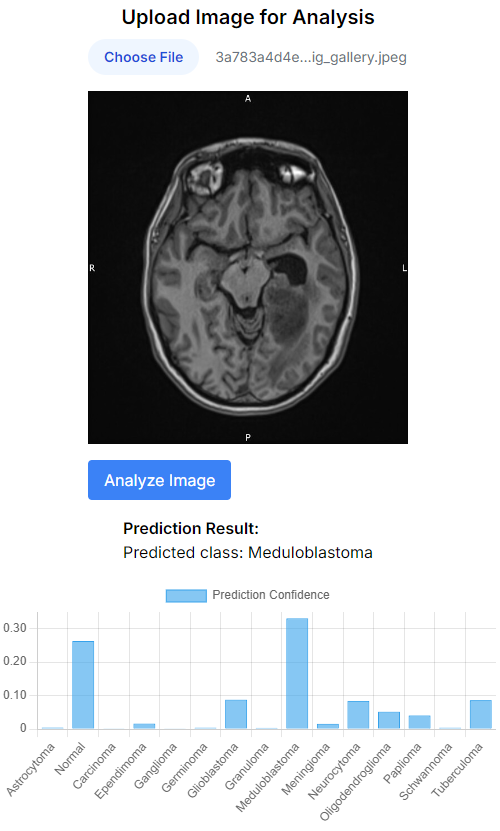 Upload Image for Analysis
Choose File 3a783a4d4e...ig_gallery.jpeg
A
R L
P
Analyze Image
Prediction Result:
Predicted class: Meduloblastoma
Prediction Confidence
0.30
0.20
0.10
0
Astrocytoma
Normal
Carcinoma
Ependimoma
Ganglioma
Germinoma
Glioblastoma
Granuloma
Meduloblastoma
Meningioma
Neurocytoma
Oligodendroglioma
Papiloma
Schwannoma
Tuberculoma